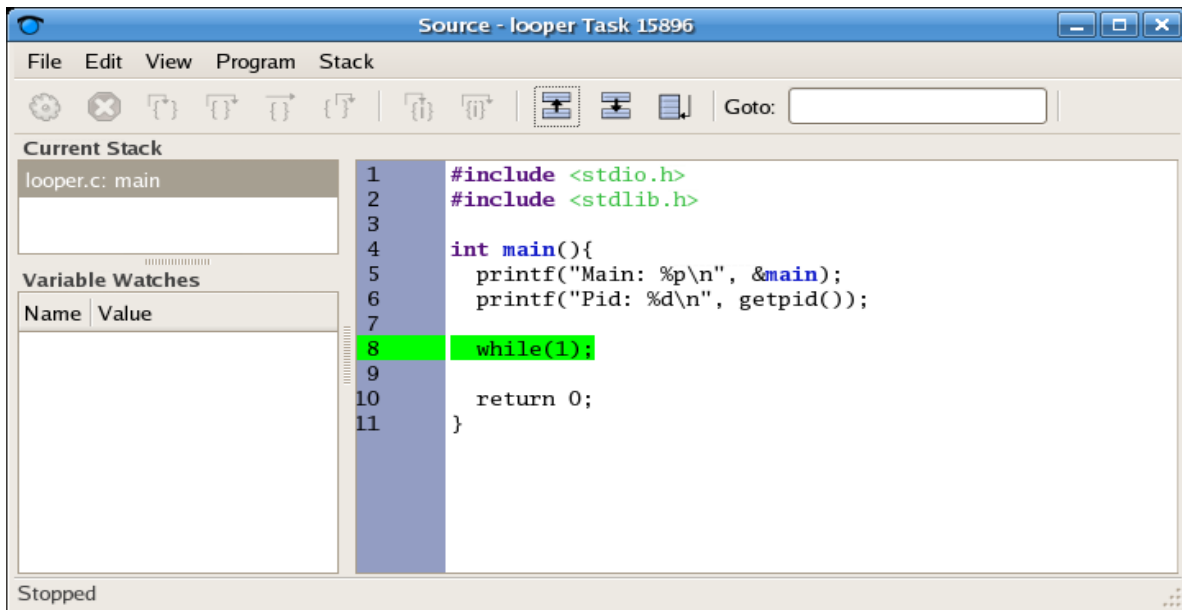 Source - looper Task 15896
File Edit View Program Stack
Goto:
Current Stack
looper.c: main
Variable Watches
Name Value
1 #include <stdio.h>
2 #include <stdlib.h>
3
4 int main(){
5 printf("Main: %p\n", &main);
6 printf("Pid: %d\n", getpid());
7
8 while(1);
9
10 return 0;
11 }
Stopped